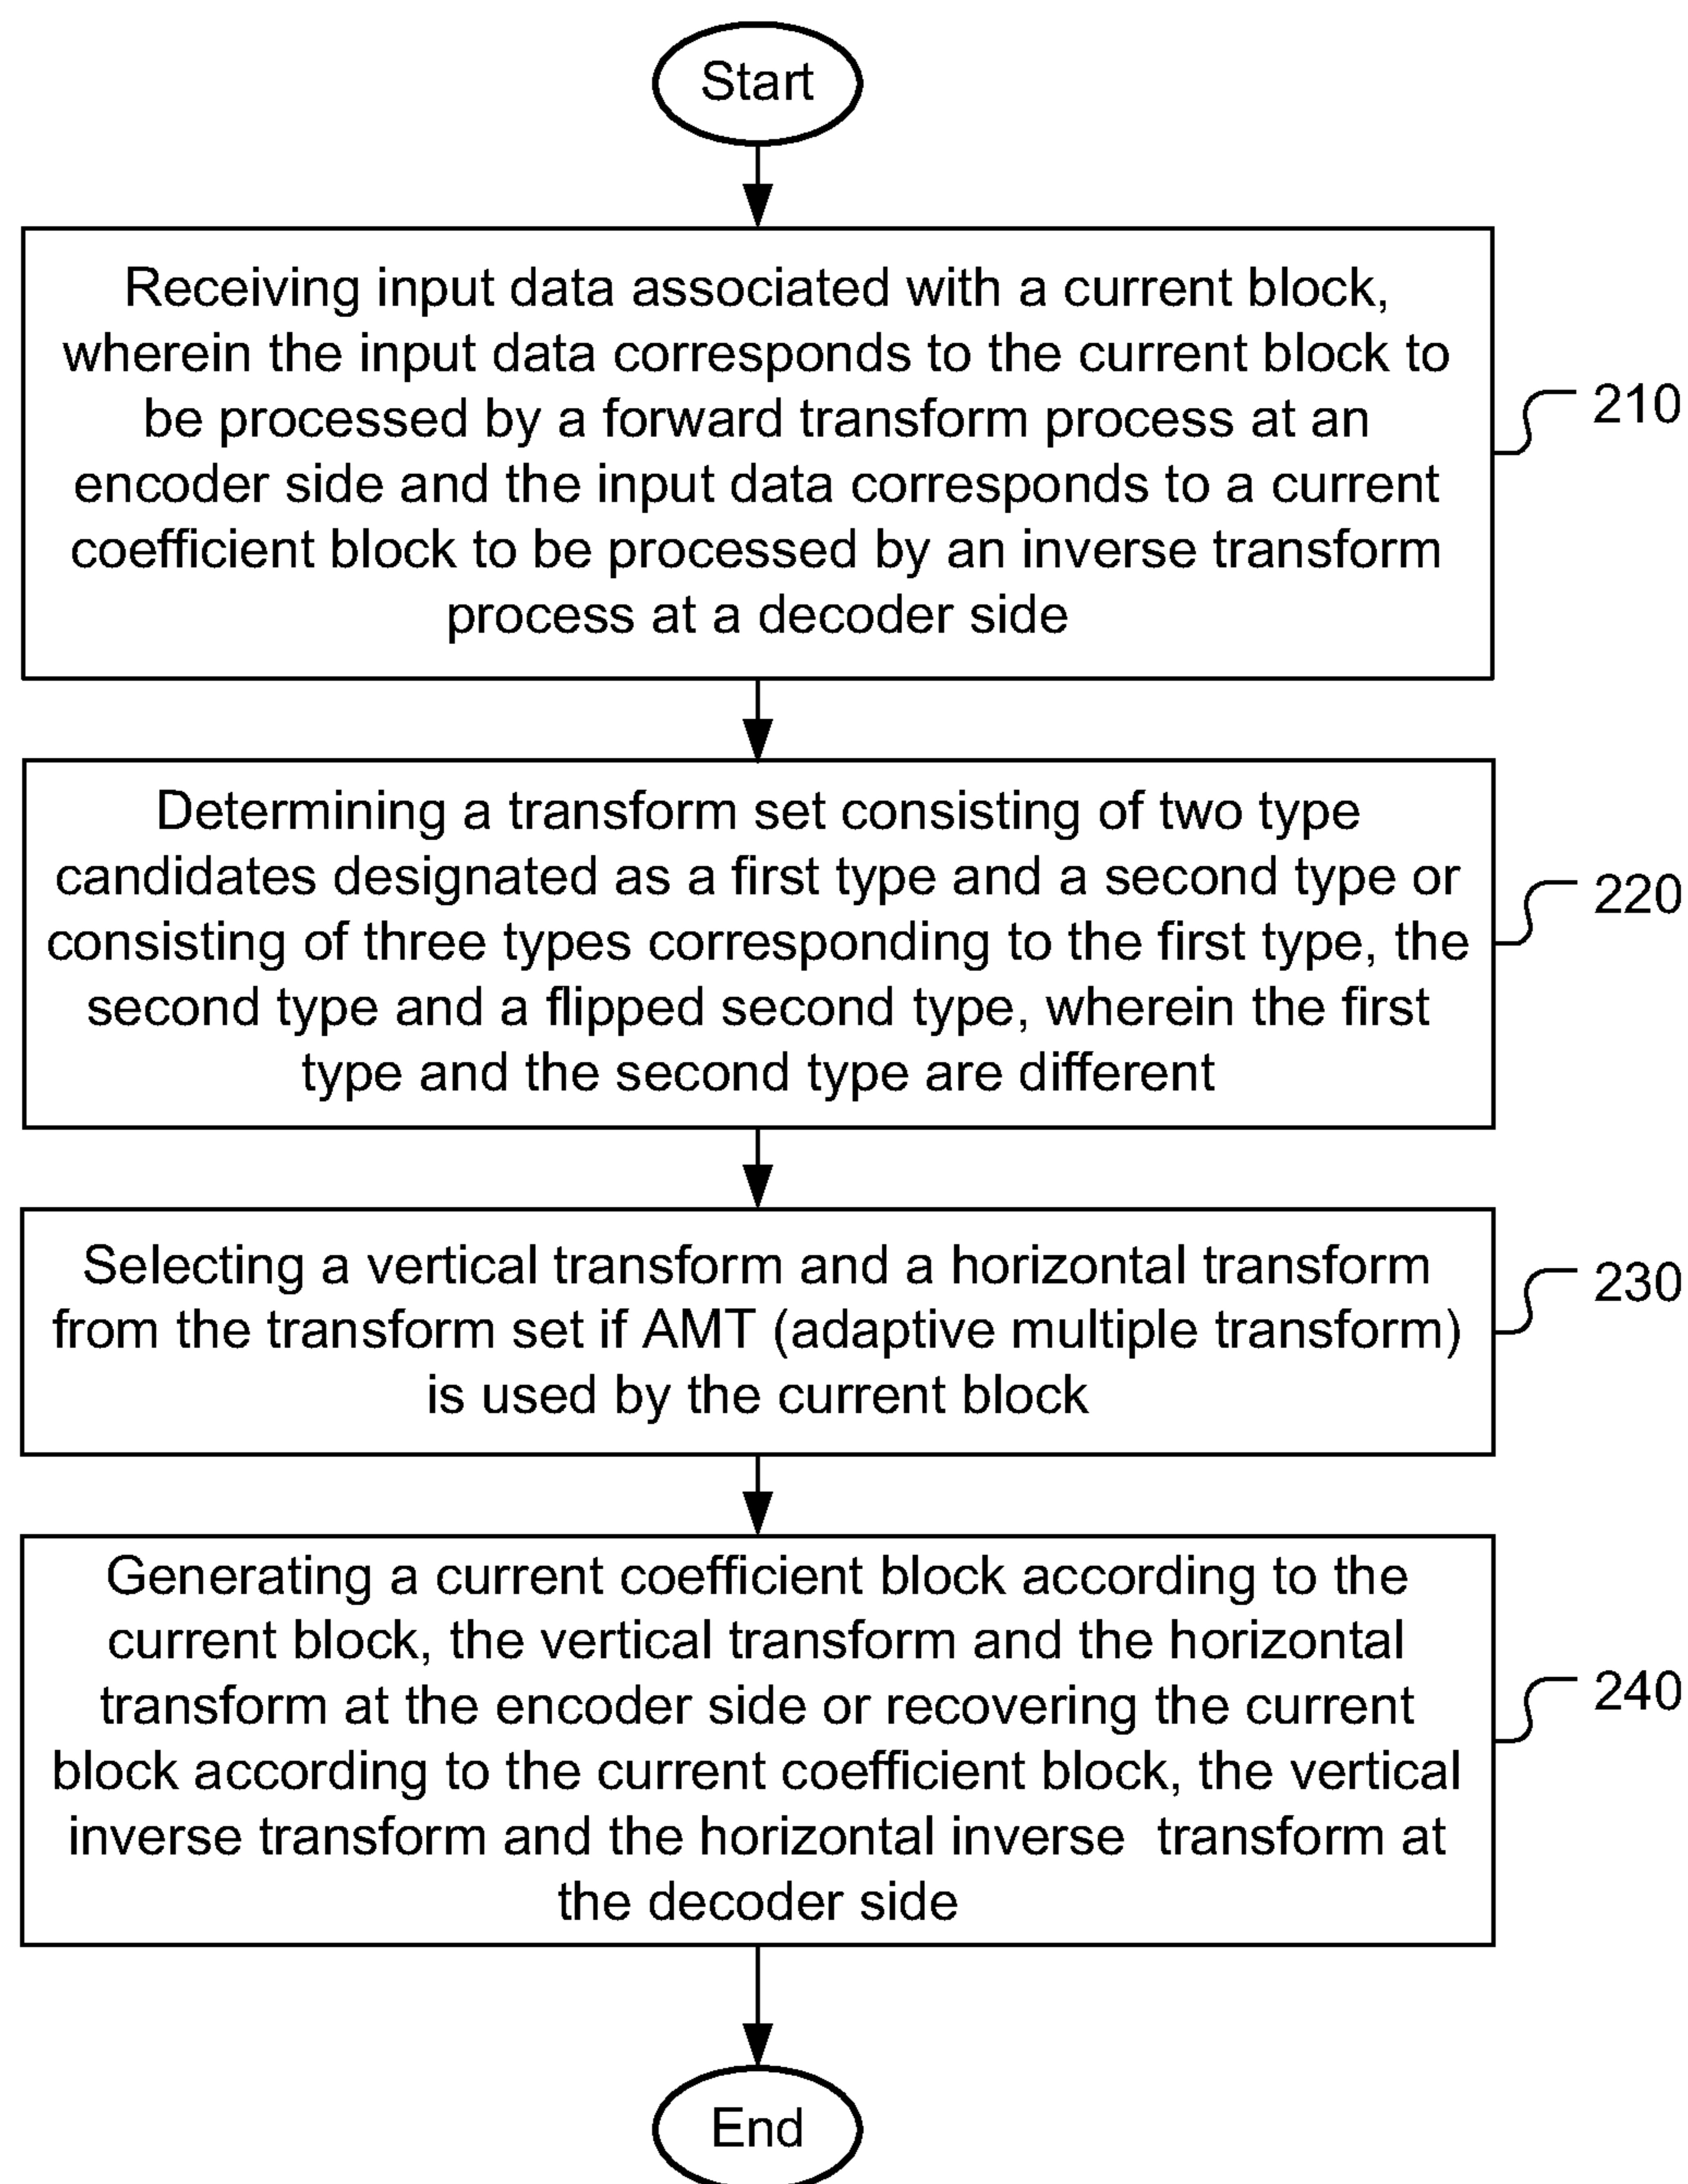 Start
Receiving input data associated with a current block,
wherein the input data corresponds to the current block to
be processed by a forward transform process at an
encoder side and the input data corresponds to a current
coefficient block to be processed by an inverse transform
process at a decoder side
210
Determining a transform set consisting of two type
candidates designated as a first type and a second type or
consisting of three types corresponding to the first type, the
second type and a flipped second type, wherein the first
type and the second type are different
220
Selecting a vertical transform and a horizontal transform
from the transform set if AMT (adaptive multiple transform)
is used by the current block
230
Generating a current coefficient block according to the
current block, the vertical transform and the horizontal
transform at the encoder side or recovering the current
block according to the current coefficient block, the vertical
inverse transform and the horizontal inverse transform at
the decoder side
240
End